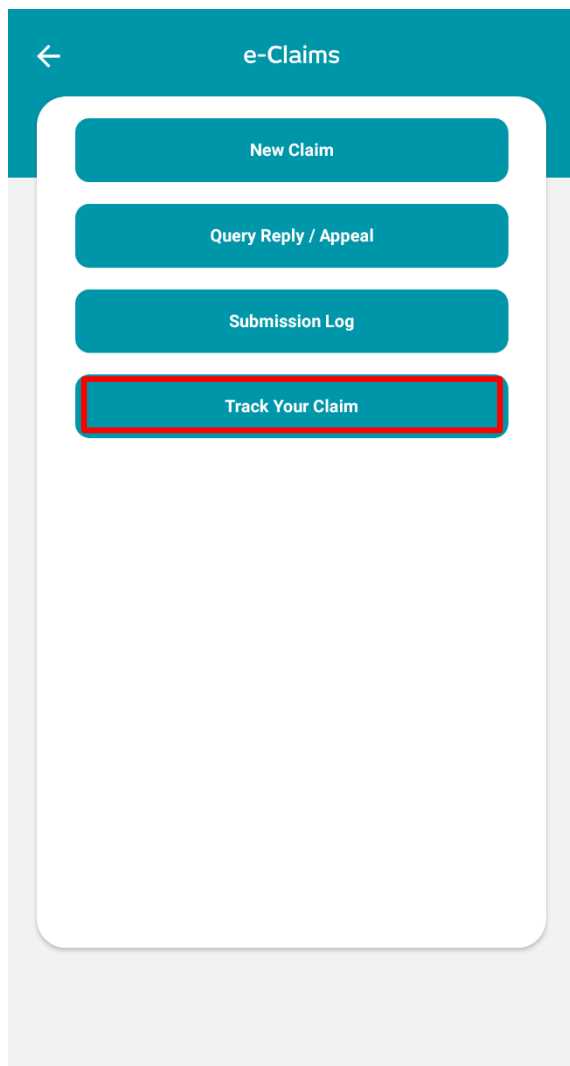 e-Claims
New Claim
Query Reply / Appeal
Submission Log
Track Your Claim